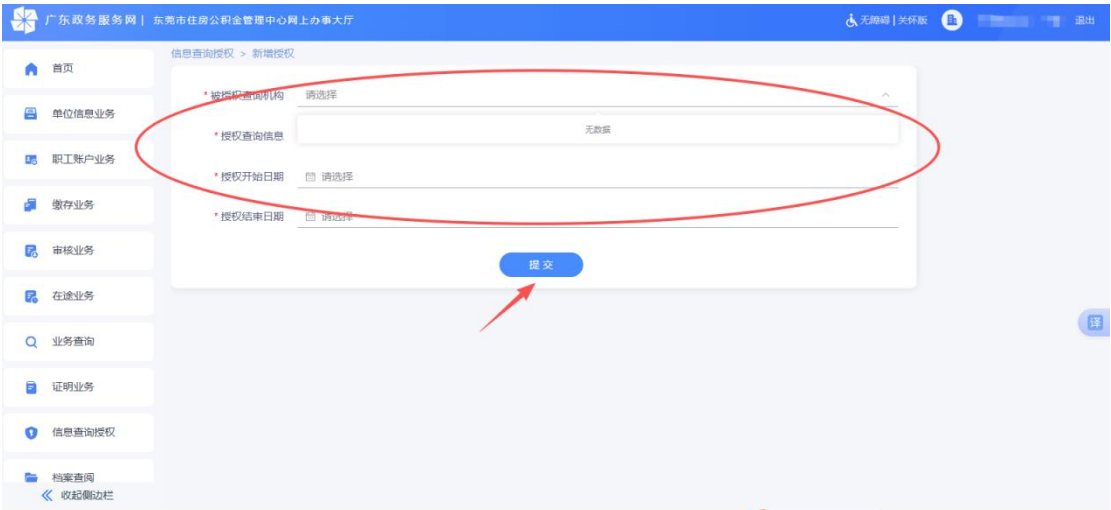 广东政务服务网 | 东莞市住房公积金管理中心网上办事大厅
无障碍 | 关怀版
退出
信息查询授权 > 新增授权
首页
单位信息业务
职工账户业务
缴存业务
审核业务
在途业务
业务查询
证明业务
信息查询授权
档案查阅
收起侧边栏
* 被授权查询机构 请选择
无数据
* 授权查询信息
* 授权开始日期 请选择
* 授权结束日期 请选择
提交
译